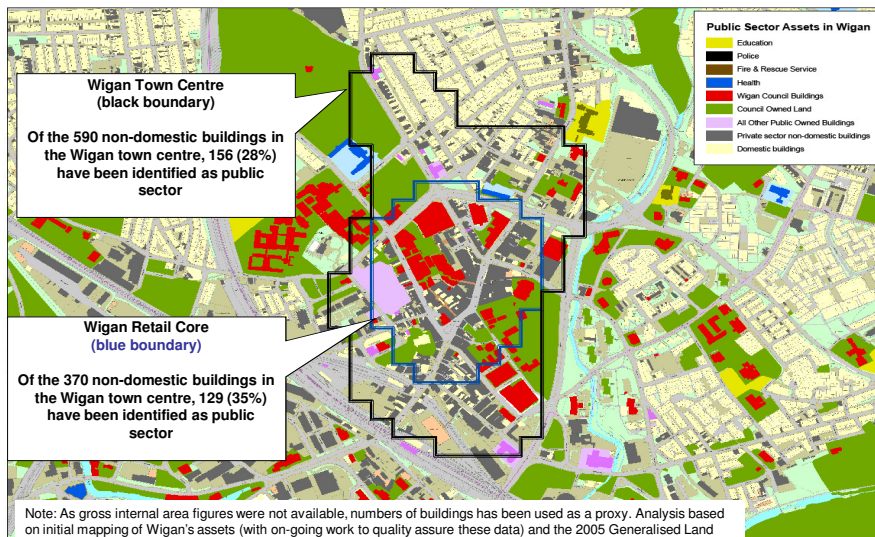 Wigan Town Centre
(black boundary)
Of the 590 non-domestic buildings in
the Wigan town centre, 156 (28%)
have been identified as public
sector
Wigan Retail Core
(blue boundary)
Of the 370 non-domestic buildings in
the Wigan town centre, 129 (35%)
have been identified as public
sector
Public Sector Assets in Wigan
Education
Police
Fire & Rescue Service
Health
Wigan Council Buildings
Council Owned Land
All Other Public Owned Buildings
Private sector non-domestic buildings
Domestic buildings
Note: As gross internal area figures were not available, numbers of buildings has been used as a proxy. Analysis based
on initial mapping of Wigan's assets (with on-going work to quality assure these data) and the 2005 Generalised Land